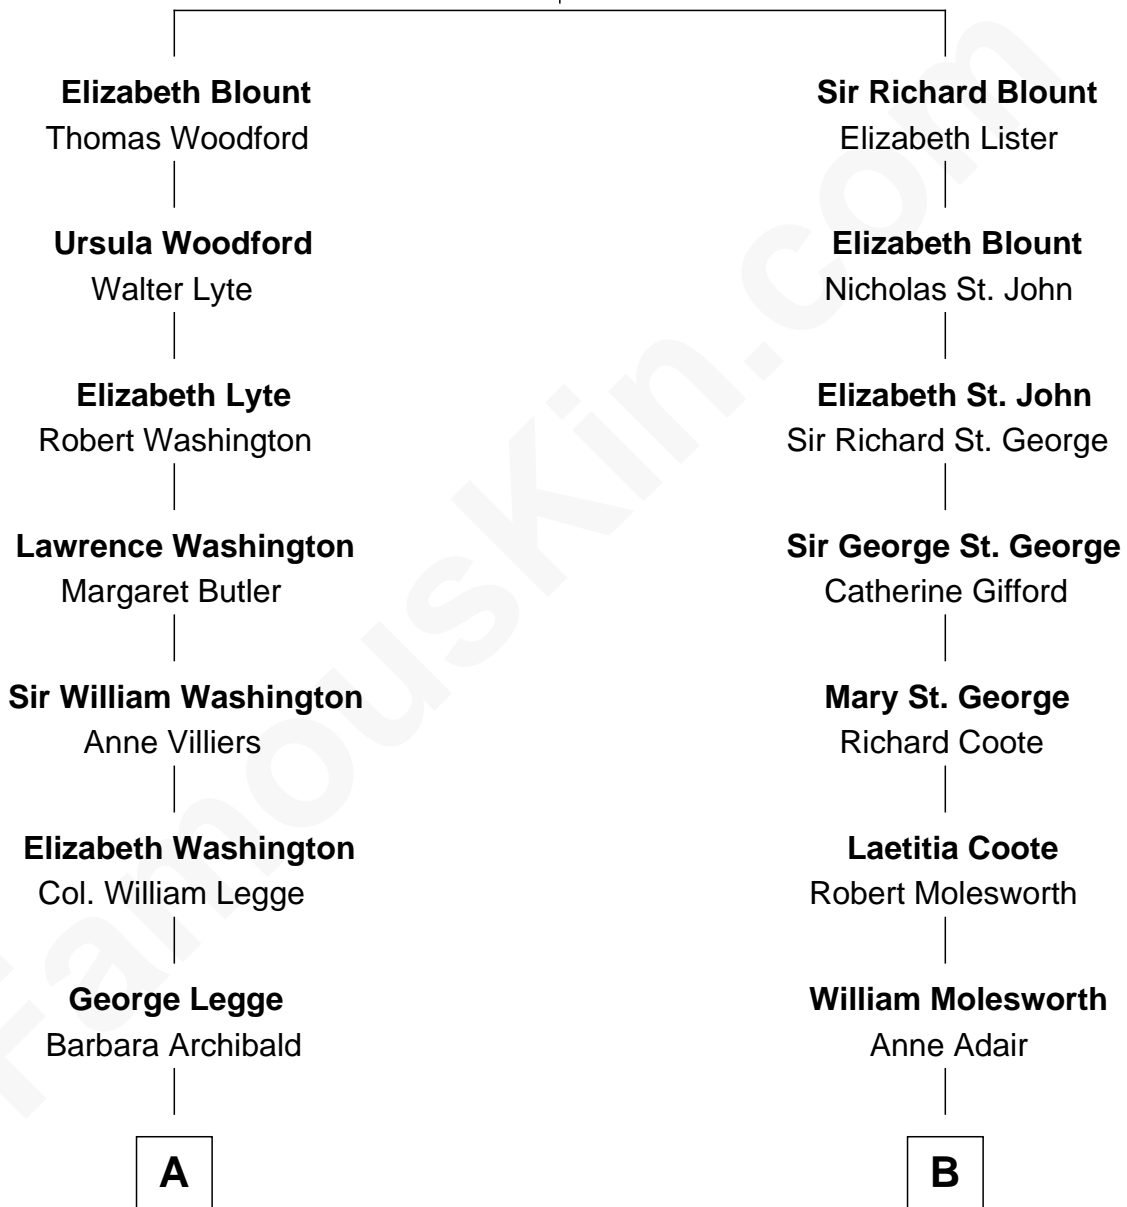 Elizabeth Blount
Thomas Woodford
Ursula Woodford
Walter Lyte
Elizabeth Lyte
Robert Washington
Lawrence Washington
Margaret Butler
Sir William Washington
Anne Villiers
Elizabeth Washington
Col. William Legge
George Legge
Barbara Archibald
A
Sir Richard Blount
Elizabeth Lister
Elizabeth Blount
Nicholas St. John
Elizabeth St. John
Sir Richard St. George
Sir George St. George
Catherine Gifford
Mary St. George
Richard Coote
Laetitia Coote
Robert Molesworth
William Molesworth
Anne Adair
B
FamousKin.com